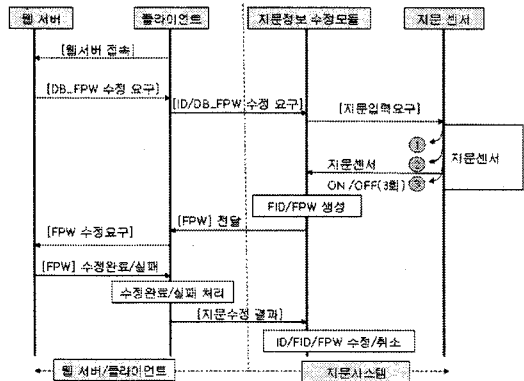 웹 서버
클라이언트
지문정보 수정모듈
지문 센서
[웹서버 접속]
[DB_FPW 수정 요구]
[ID/DB_FPW 수정 요구]
[지문입력요구]
①
지문센서
②
지문센서
ON/OFF(3회)
③
FID/FPW 생성
[FPW] 전달
[FPW 수정요구]
[FPW] 수정완료/실패
수정완료/실패 처리
[지문수정 결과]
ID/FID/FPW 수정/취소
웹 서버/클라이언트
지문시스템